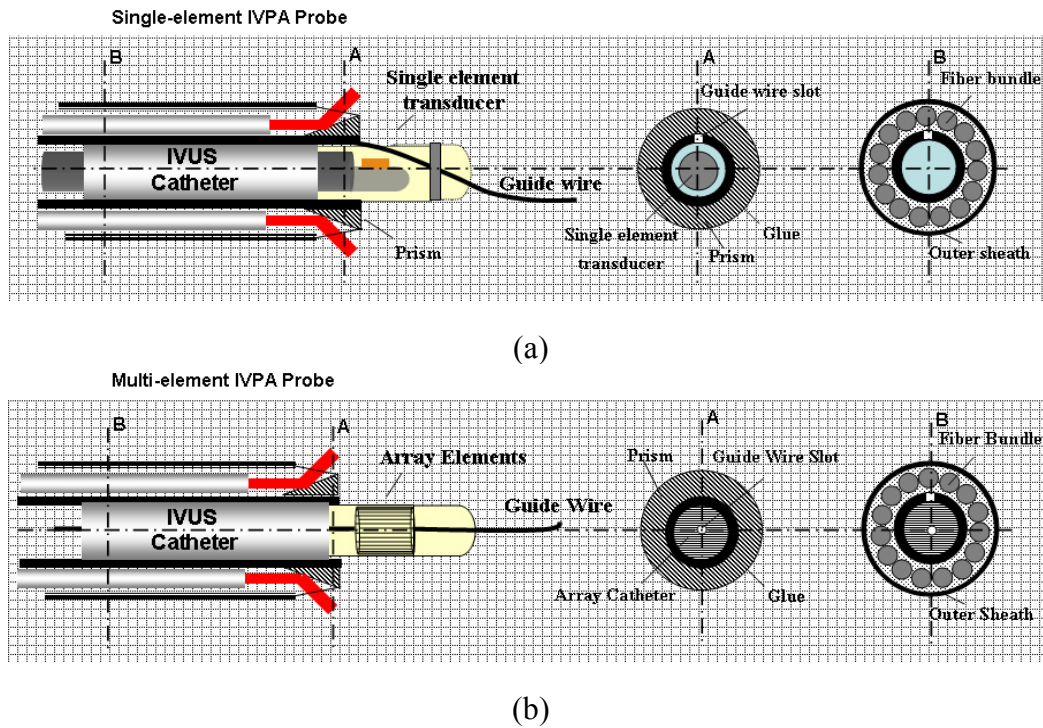 Single-element IVPA Probe
B
A
Single element
transducer
IVUS
Catheter
Guide wire
Prism
A
Guide wire slot
Single element
transducer
Prism
Glue
B
Fiber bundle
Outer sheath
(a)
Multi-element IVPA Probe
B
A
Array Elements
IVUS
Catheter
Guide Wire
A
Prism
Guide Wire Slot
Array Catheter
Glue
B
Fiber Bundle
Outer Sheath
(b)